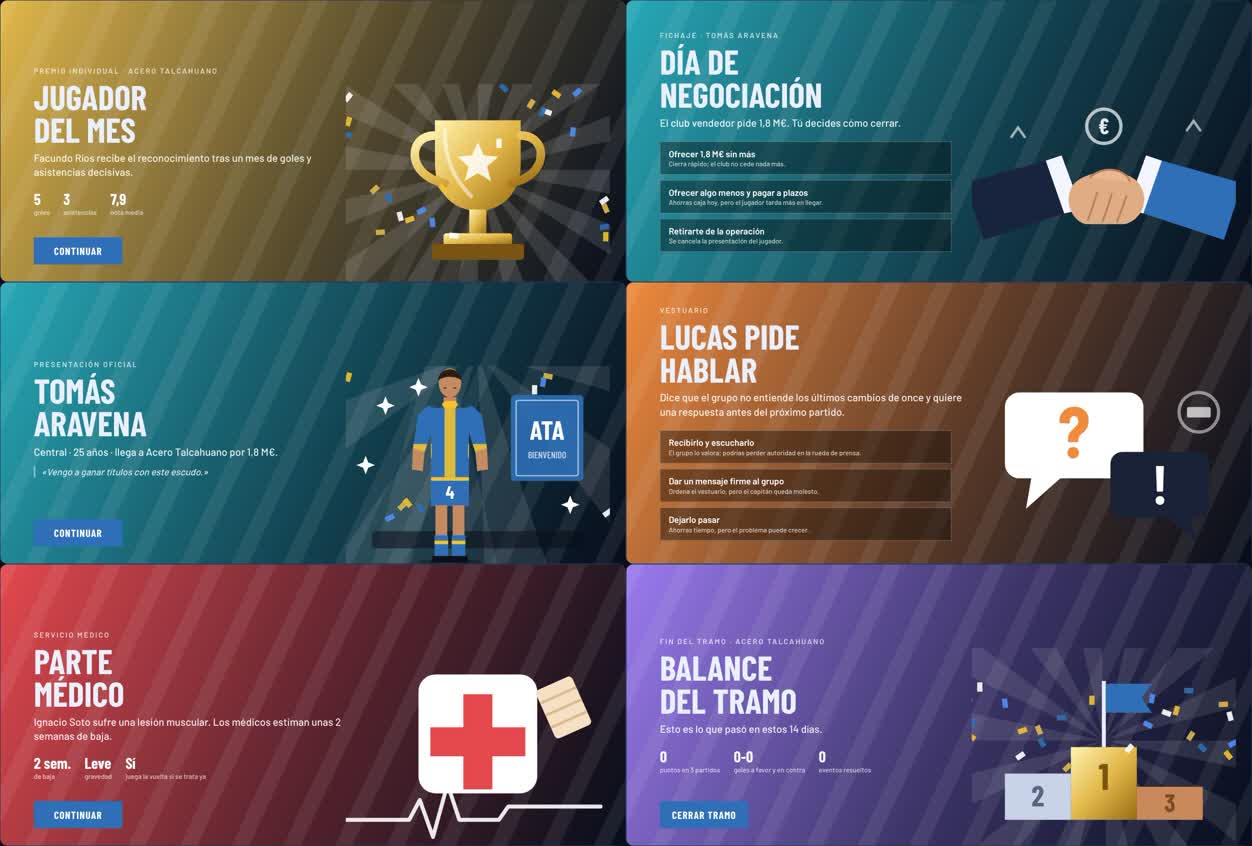 PREMIO INDIVIDUAL · ACERO TALCAHUANO
JUGADOR
DEL MES
Facundo Ríos recibe el reconocimiento tras un mes de goles y
asistencias decisivas.
5 3 7,9
goles asistencias nota media
CONTINUAR
FICHAJE · TOMÁS ARAVENA
DÍA DE
NEGOCIACIÓN
El club vendedor pide 1,8 M€. Tú decides cómo cerrar.
Ofrecer 1,8 M€ sin más
Cierra rápido; el club no cede nada más.
Ofrecer algo menos y pagar a plazos
Ahorras caja hoy, pero el jugador tarda más en llegar.
Retirarte de la operación
Se cancela la presentación del jugador.
€
PRESENTACIÓN OFICIAL
TOMÁS
ARAVENA
Central · 25 años · llega a Acero Talcahuano por 1,8 M€.
«Vengo a ganar títulos con este escudo.»
CONTINUAR
4
ATA
BIENVENIDO
VESTUARIO
LUCAS PIDE
HABLAR
Dice que el grupo no entiende los últimos cambios de once y quiere
una respuesta antes del próximo partido.
Recibirlo y escucharlo
El grupo lo valora; podrías perder autoridad en la rueda de prensa.
Dar un mensaje firme al grupo
Ordena el vestuario, pero el capitán queda molesto.
Dejarlo pasar
Ahorras tiempo, pero el problema puede crecer.
?
!
SERVICIO MÉDICO
PARTE
MÉDICO
Ignacio Soto sufre una lesión muscular. Los médicos estiman unas 2
semanas de baja.
2 sem. Leve Sí
de baja gravedad juega la vuelta si se trata ya
CONTINUAR
FIN DEL TRAMO · ACERO TALCAHUANO
BALANCE
DEL TRAMO
Esto es lo que pasó en estos 14 días.
0 0-0 0
puntos en 3 partidos goles a favor y en contra eventos resueltos
CERRAR TRAMO
1
2
3